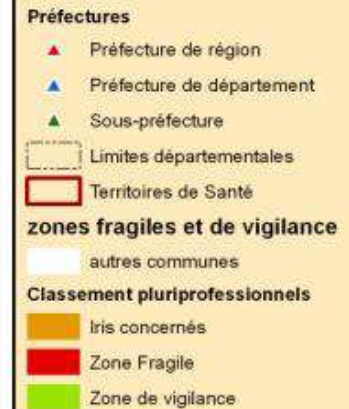 Préfectures
Préfecture de région
Préfecture de département
Sous-préfecture
Limites départementales
Territoires de Santé
zones fragiles et de vigilance
autres communes
Classement pluriprofessionnels
Iris concernés
Zone Fragile
Zone de vigilance